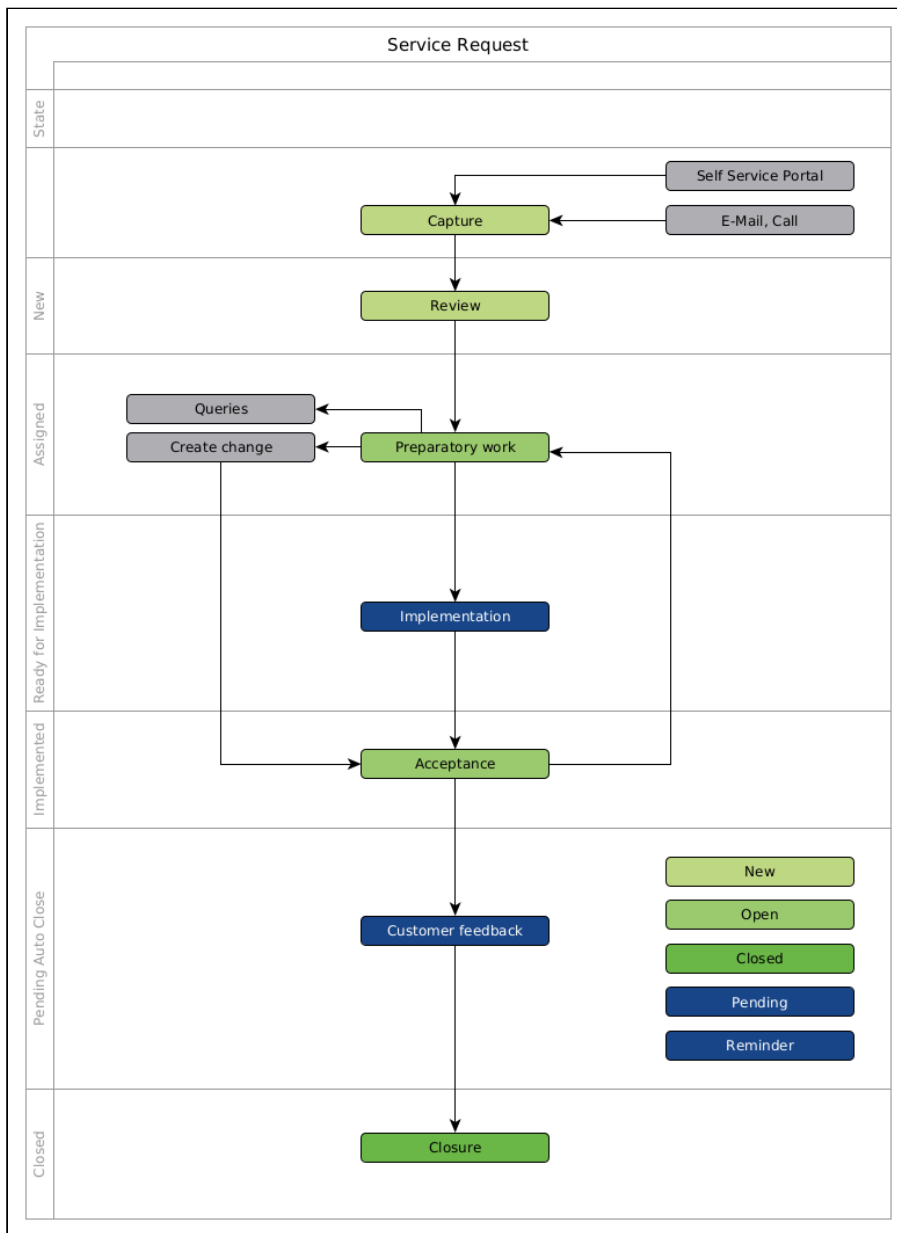 Service Request
State
New
Self Service Portal
Capture
E-Mail, Call
New
Review
Assigned
Queries
Create change
Preparatory work
Ready for Implementation
Implementation
Implemented
Acceptance
Pending Auto Close
New
Open
Customer feedback
Closed
Pending
Reminder
Closed
Closure